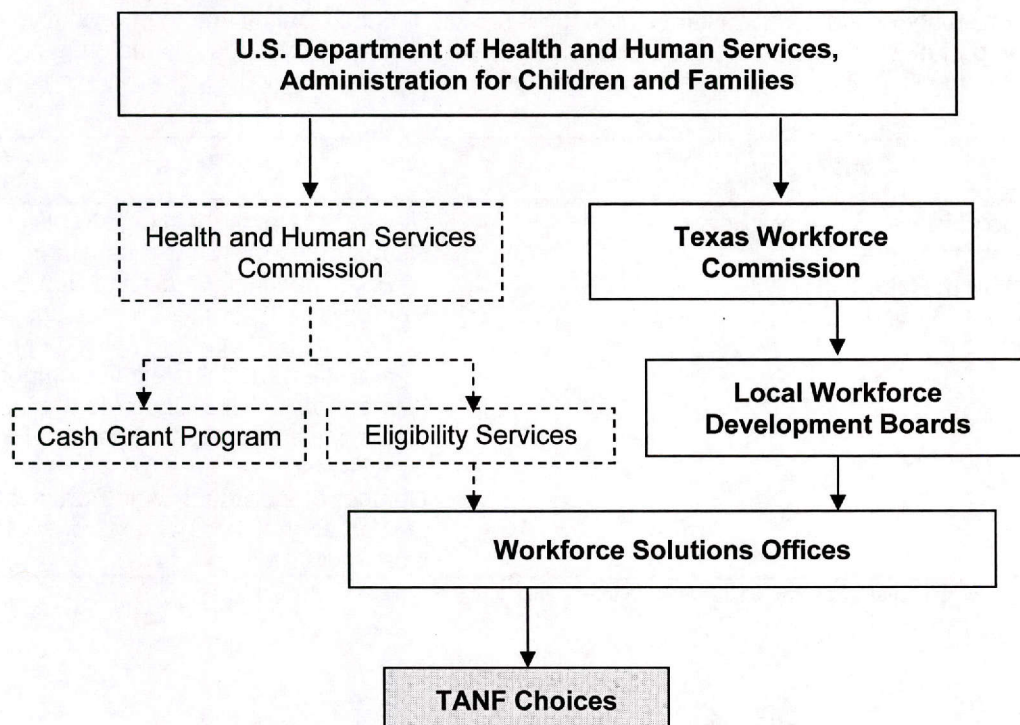 U.S. Department of Health and Human Services,
Administration for Children and Families
Health and Human Services
Commission
Texas Workforce
Commission
Local Workforce
Development Boards
Cash Grant Program
Eligibility Services
Workforce Solutions Offices
TANF Choices